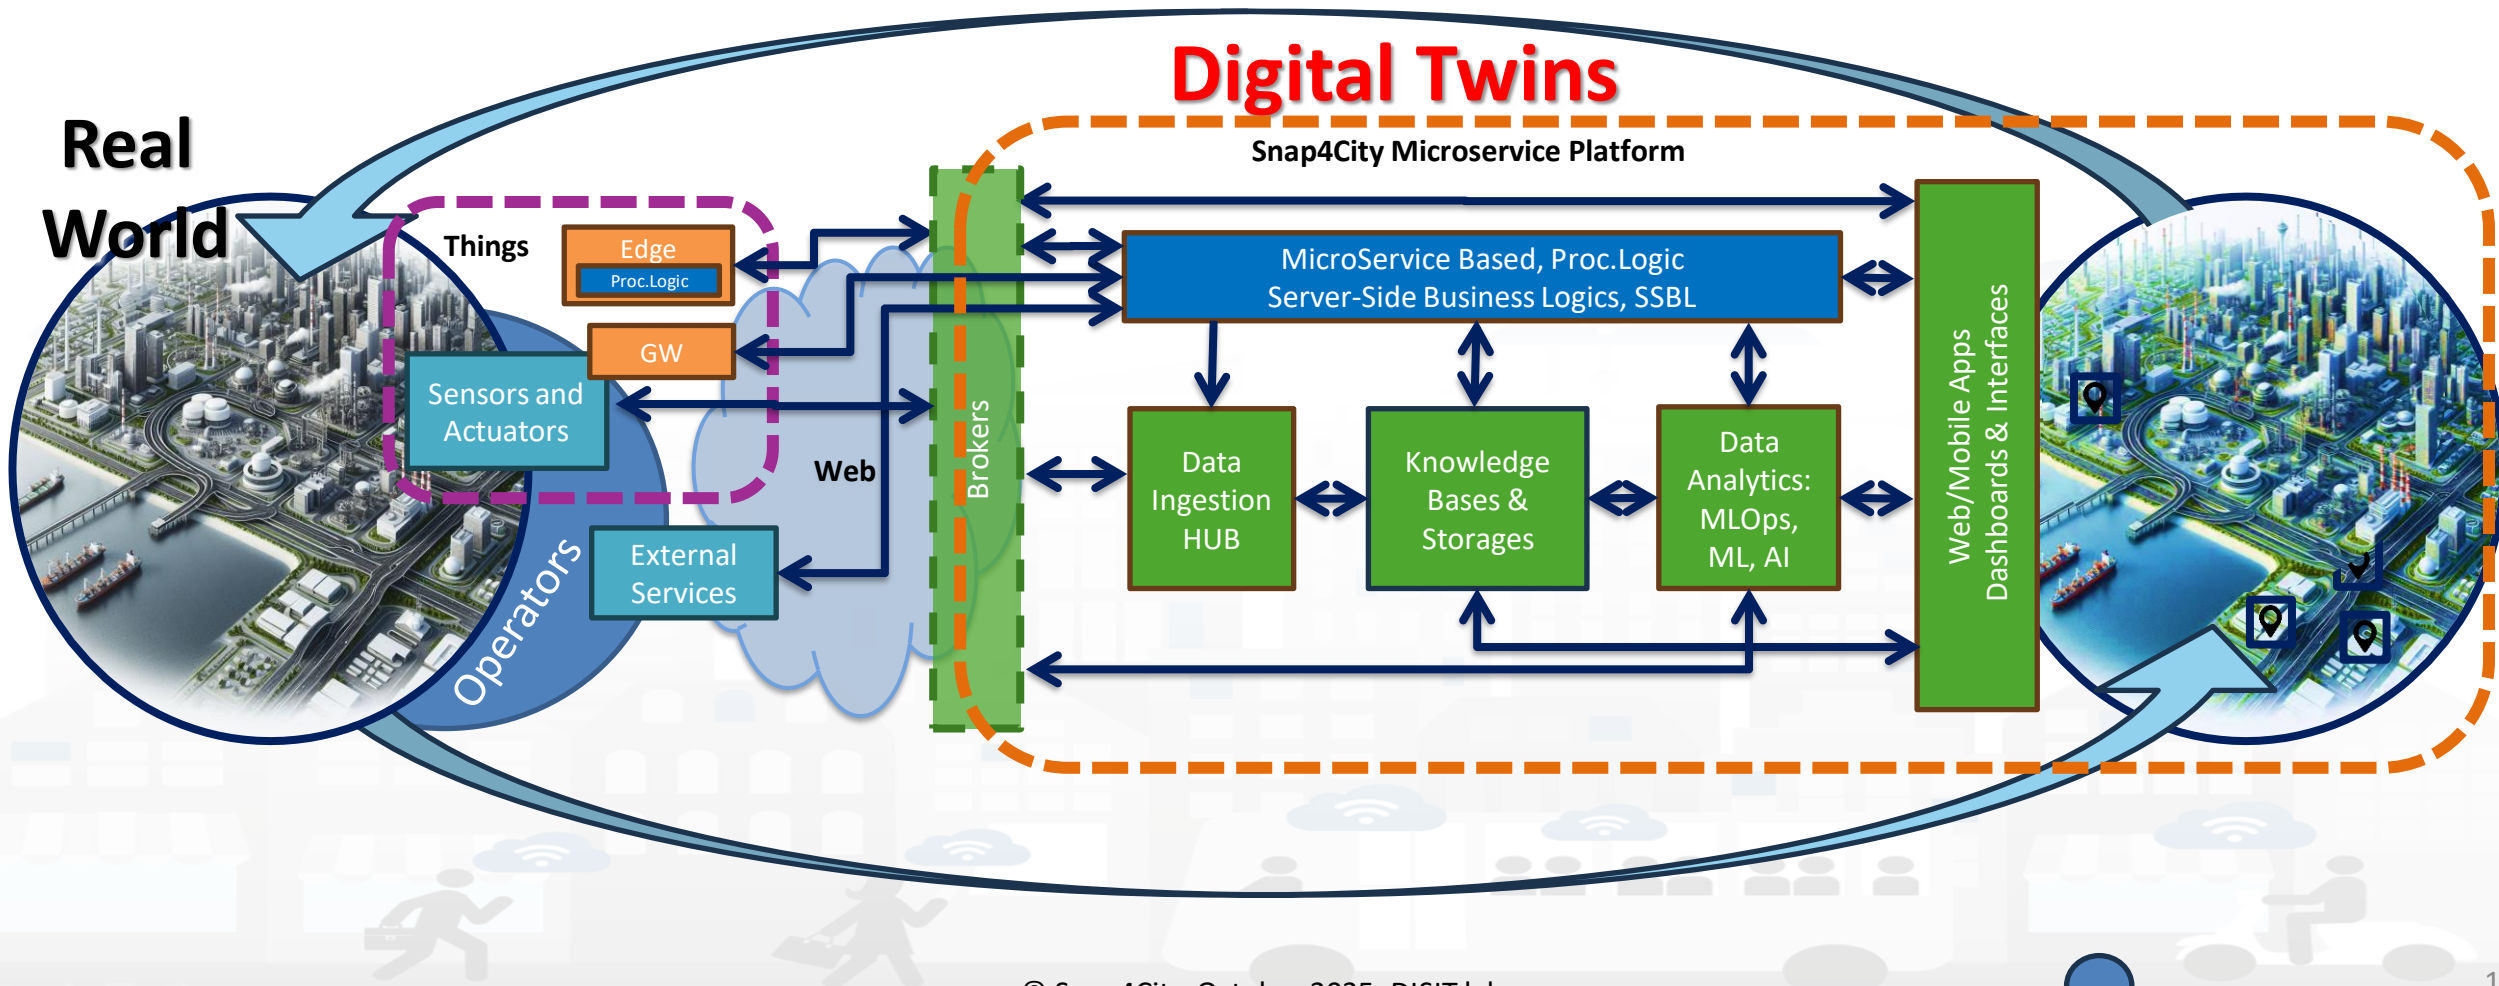 Digital Twins
Real
World
Snap4City Microservice Platform
Things
Edge
Proc.Logic
GW
Sensors and
Actuators
Operators
External
Services
Web
Brokers
MicroService Based, Proc.Logic
Server-Side Business Logics, SSBL
Data
Ingestion
HUB
Knowledge
Bases &
Storages
Data
Analytics:
MLOps,
ML, AI
Web/Mobile Apps
Dashboards & Interfaces